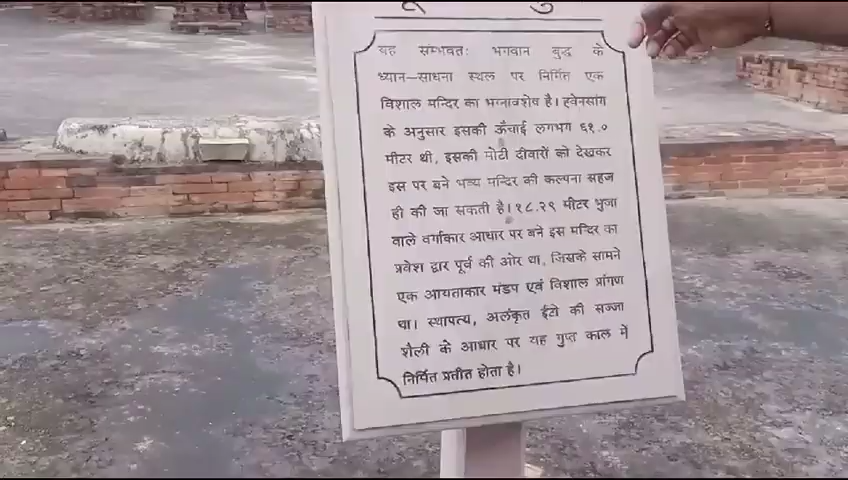 यह सम्भवतः भगवान बुद्ध के
ध्यान–साधना स्थल पर निर्मित एक
विशाल मन्दिर का भग्नावशेष है। ह्वेनसांग
के अनुसार इसकी ऊँचाई लगभग ६१.०
मीटर थी, इसकी मोटी दीवारों को देखकर
इस पर बने भव्य मन्दिर की कल्पना सहज
ही की जा सकती है। १८.२९ मीटर भुजा
वाले वर्गाकार आधार पर बने इस मन्दिर का
प्रवेश द्वार पूर्व की ओर था, जिसके सामने
एक आयताकार मंडप एवं विशाल प्रांगण
था। स्थापत्य, अलंकृत ईंटो की सज्जा
शैली के आधार पर यह गुप्त काल में
निर्मित प्रतीत होता है।